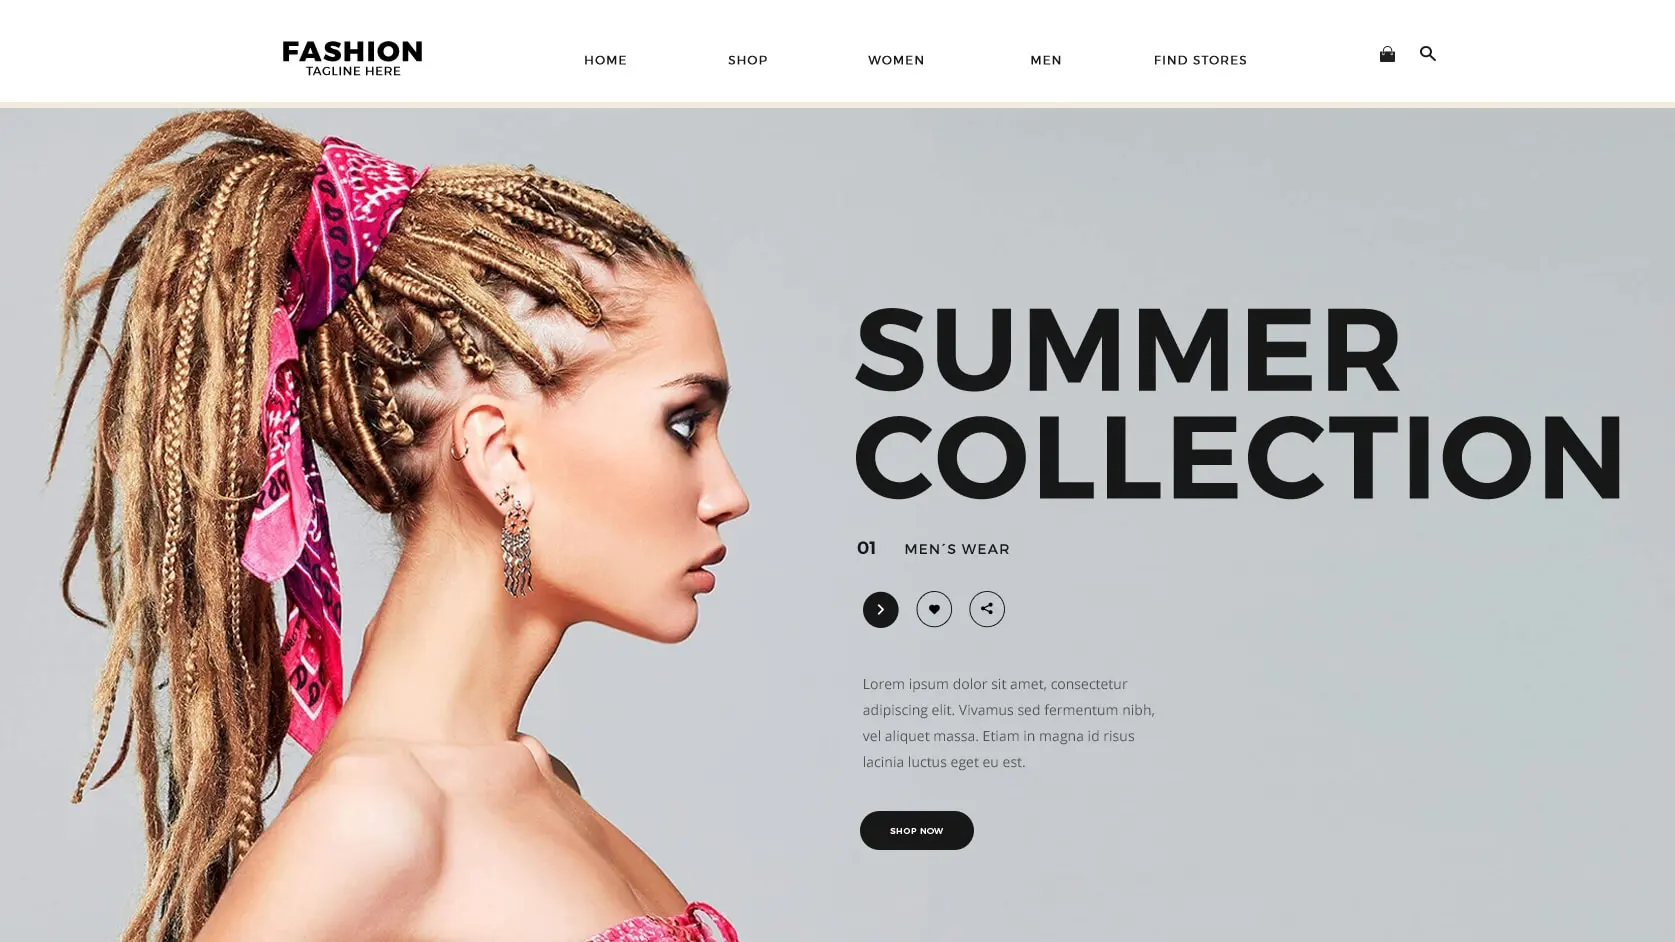 FASHION
TAGLINE HERE
HOME
SHOP
WOMEN
MEN
FIND STORES
SUMMER
COLLECTION
01 MEN´S WEAR
Lorem ipsum dolor sit amet, consectetur
adipiscing elit. Vivamus sed fermentum nibh,
vel aliquet massa. Etiam in magna id risus
lacinia luctus eget eu est.
SHOP NOW